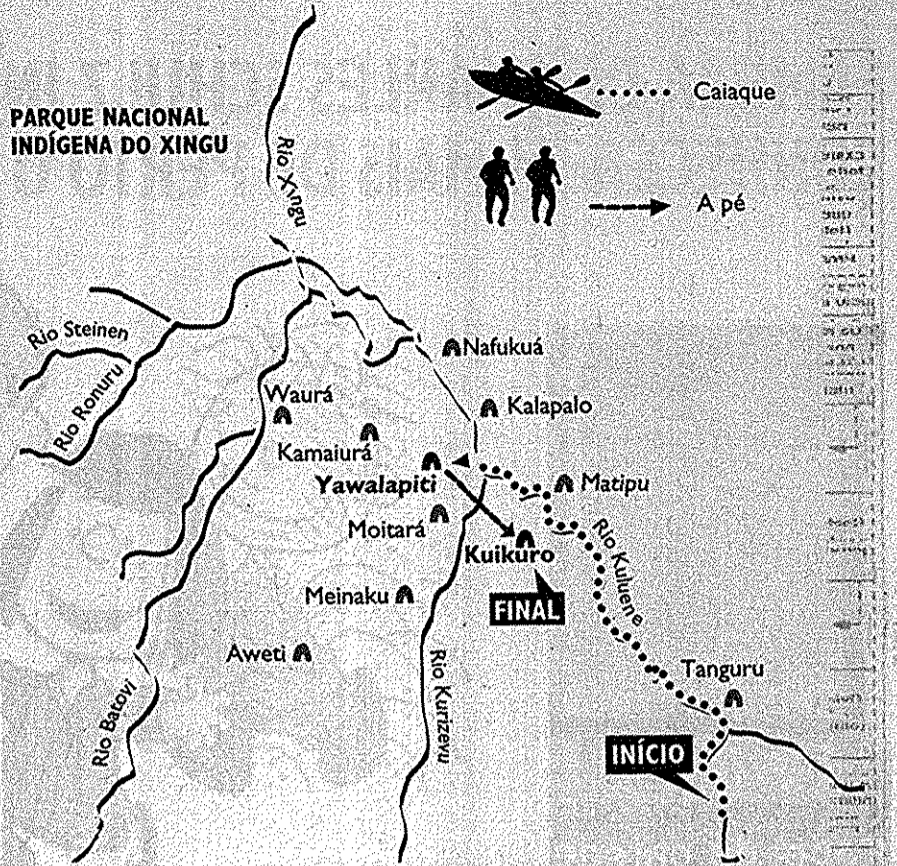 PARQUE NACIONAL
INDÍGENA DO XINGU
Rio Xingu
Caiaque
A pé
Rio Steinen
Rio Ronuru
Nafukuá
Waurá
Kalapalo
Kamaiurá
Yawalapiti
Matipu
Moitará
Kuikuro
Rio Kuluene
Meinaku
FINAL
Aweti
Rio Kurizevu
Tanguru
Rio Batovi
INÍCIO